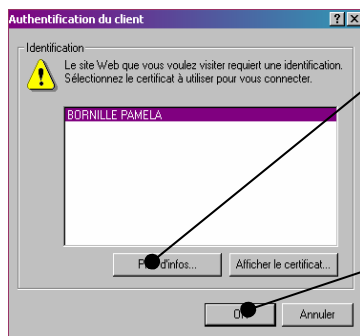 Authentification du client
Identification
Le site Web que vous voulez visiter requiert une identification.
Sélectionnez le certificat à utiliser pour vous connecter.
BORNILLE PAMELA
d'infos... Afficher le certificat...
Annuler